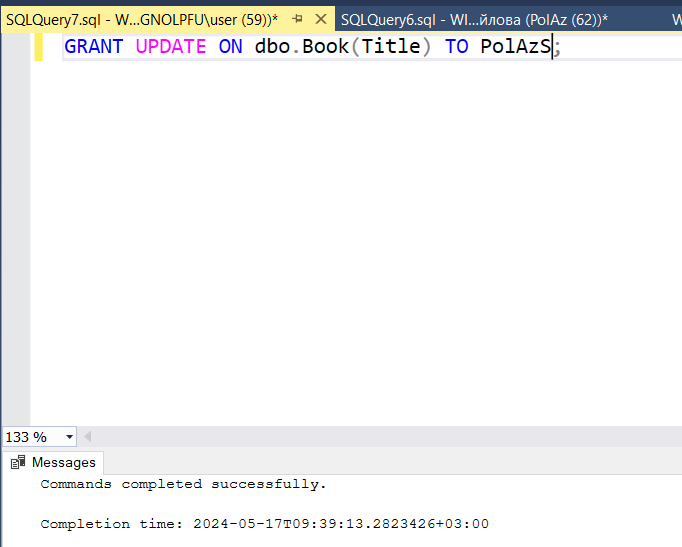 SQLQuery7.sql - W...GNOLPFU\user (59))*
SQLQuery6.sql - WI...йлова (PolAz (62))*
W
GRANT UPDATE ON dbo.Book(Title) TO PolAzS;
133 %
Messages
Commands completed successfully.
Completion time: 2024-05-17T09:39:13.2823426+03:00